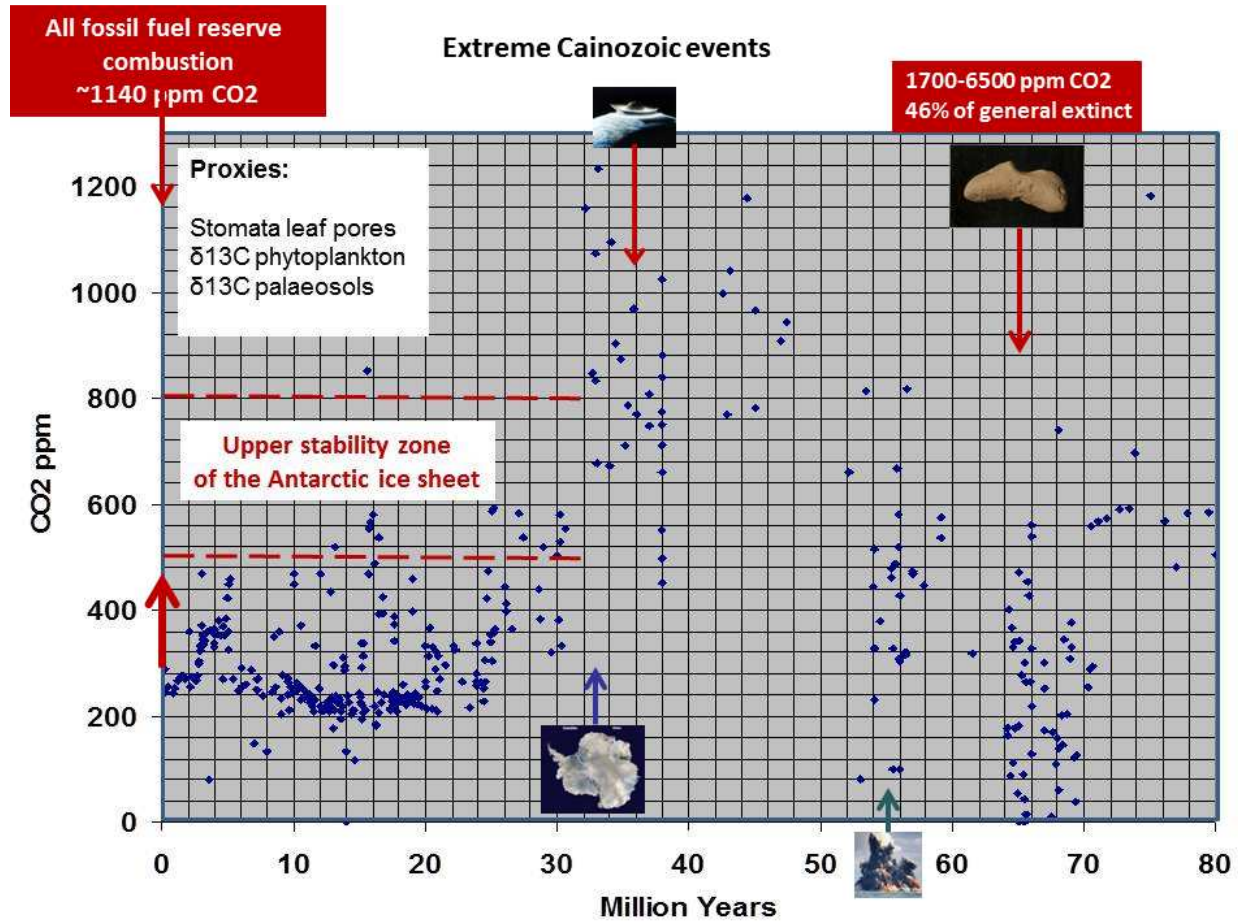 All fossil fuel reserve
combustion
~1140 ppm CO2
Extreme Cainozoic events
1700-6500 ppm CO2
46% of general extinct
Proxies:
Stomata leaf pores
δ13C phytoplankton
δ13C palaeosols
Upper stability zone
of the Antarctic ice sheet
CO2 ppm
1200
1000
800
600
400
200
0
0 10 20 30 40 50 60 70 80
Million Years